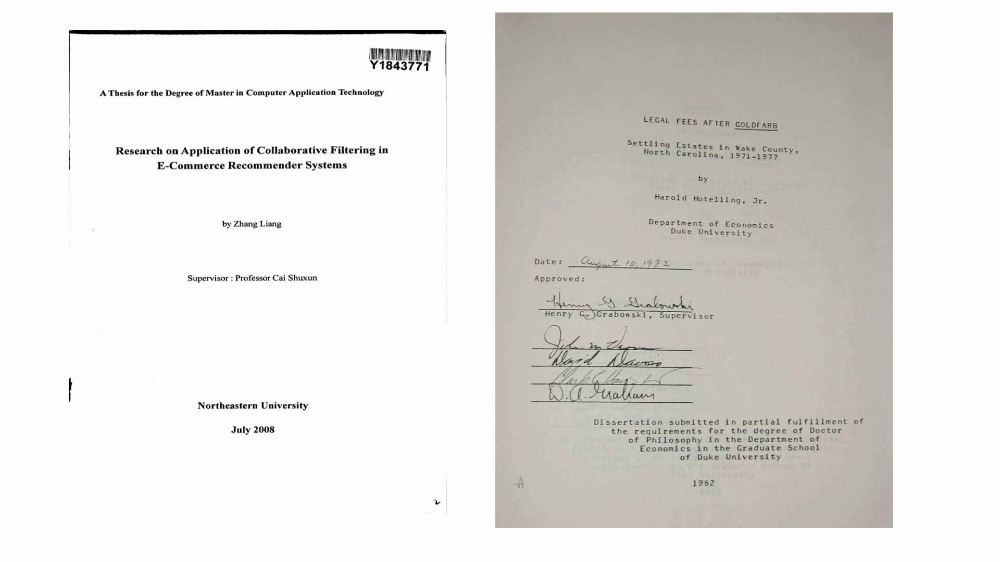 Y1843771
A Thesis for the Degree of Master in Computer Application Technology
Research on Application of Collaborative Filtering in
E-Commerce Recommender Systems
by Zhang Liang
Supervisor : Professor Cai Shuxun
Northeastern University
July 2008
2
LEGAL FEES AFTER GOLDFARB
Settling Estates in Wake County,
North Carolina, 1971-1977
by
Harold Hotelling, Jr.
Department of Economics
Duke University
Date: August 10, 1982
Approved:
Henry G. Grabowski
Henry G. Grabowski, Supervisor
John M
David Davies
Clark C.
D.A. Graham
Dissertation submitted in partial fulfillment of
the requirements for the degree of Doctor
of Philosophy in the Department of
Economics in the Graduate School
of Duke University
A
1982